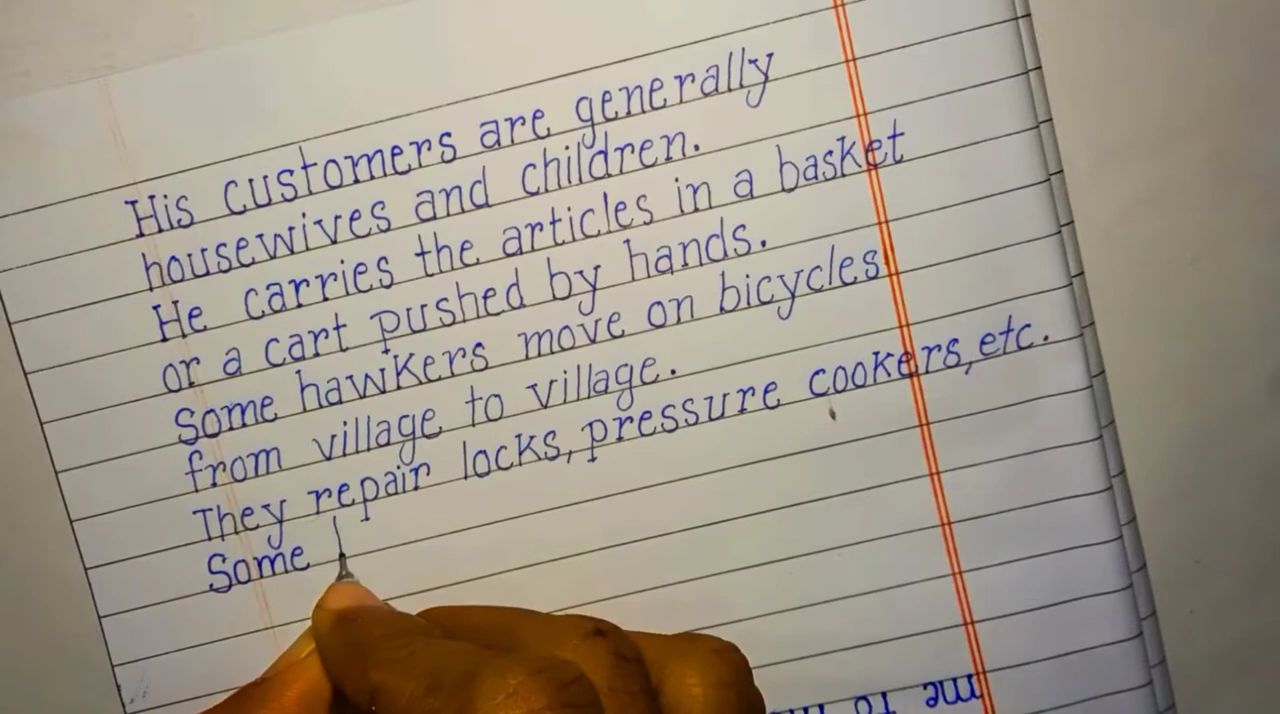 His customers are generally
housewives and children.
He carries the articles in a basket
or a cart pushed by hands.
Some hawkers move on bicycles
from village to village.
They repair locks, pressure cookers, etc.
Some